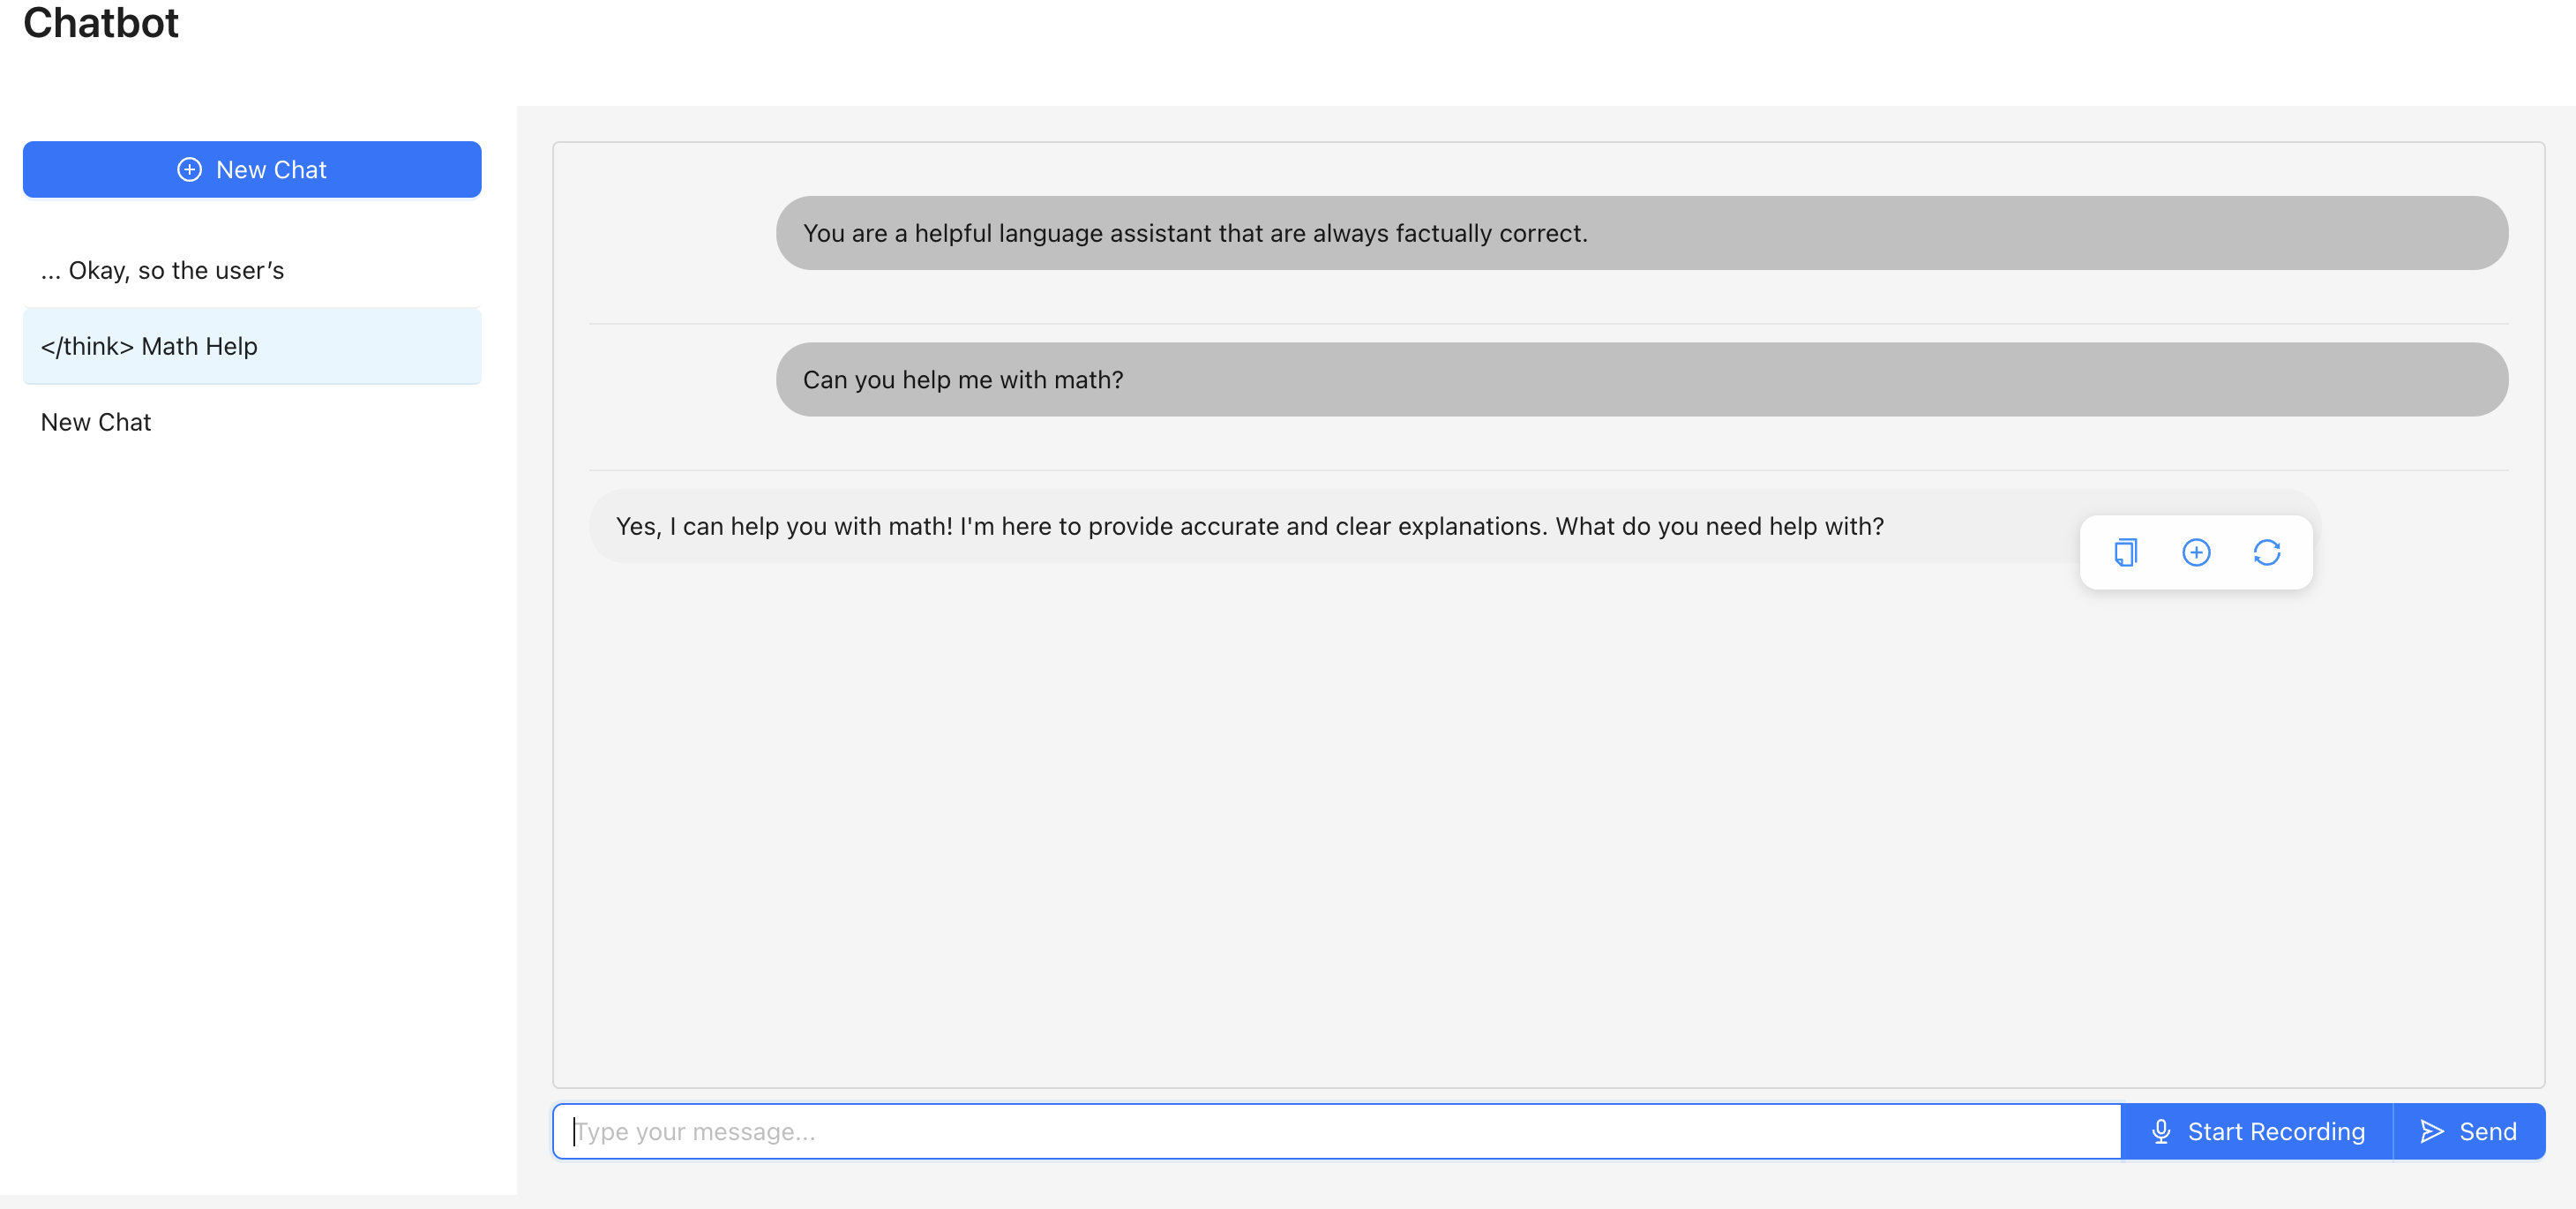 Chatbot
New Chat
... Okay, so the user’s
</think> Math Help
New Chat
You are a helpful language assistant that are always factually correct.
Can you help me with math?
Yes, I can help you with math! I'm here to provide accurate and clear explanations. What do you need help with?
Type your message...
Start Recording
Send